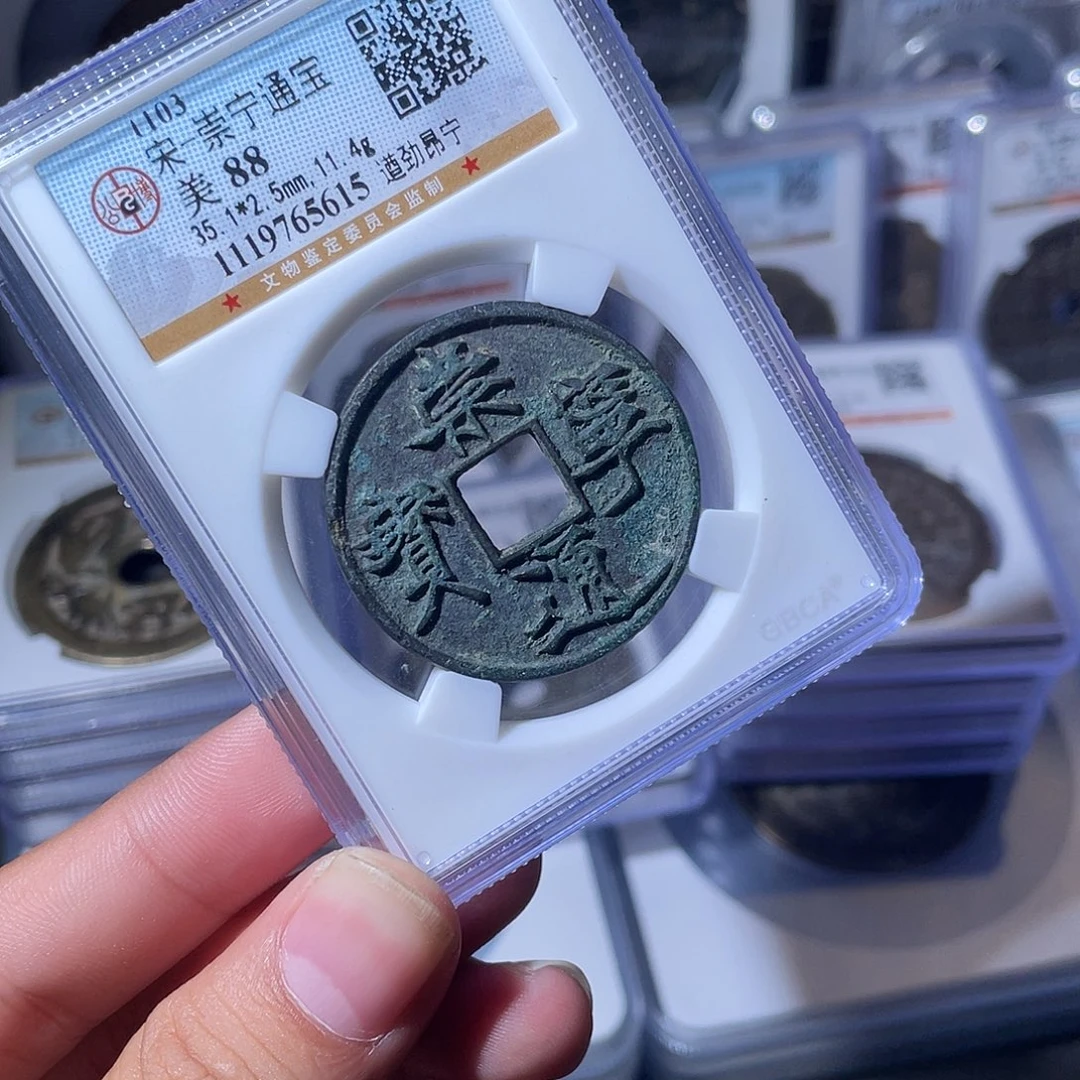 1103
宋-崇宁通宝
美 88
35.1*2.5mm, 11.4g 遒劲昂宁
1119765615
★ 文物鉴定委员会监制 ★
崇
寧
通
寶
GBCA